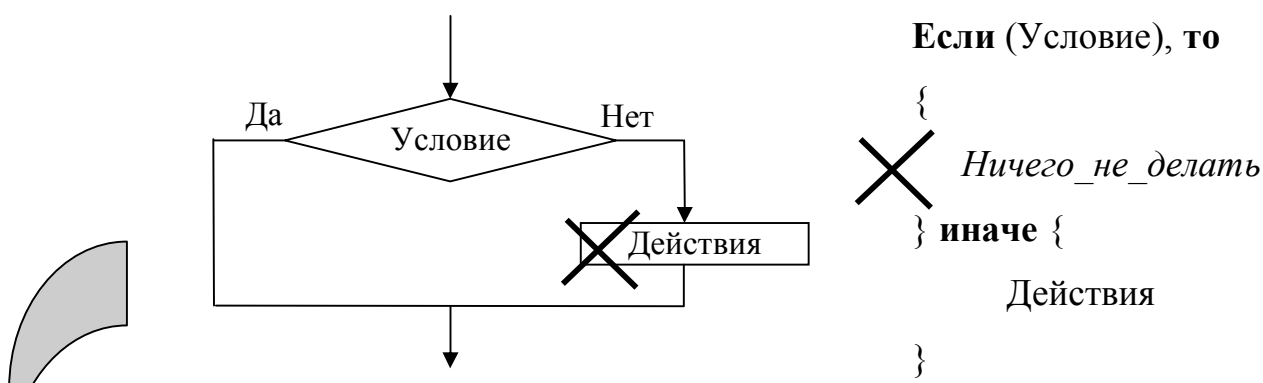 Да
Нет
Условие
Действия
Если (Условие), то
{
Ничего_не_делать
} иначе {
Действия
}